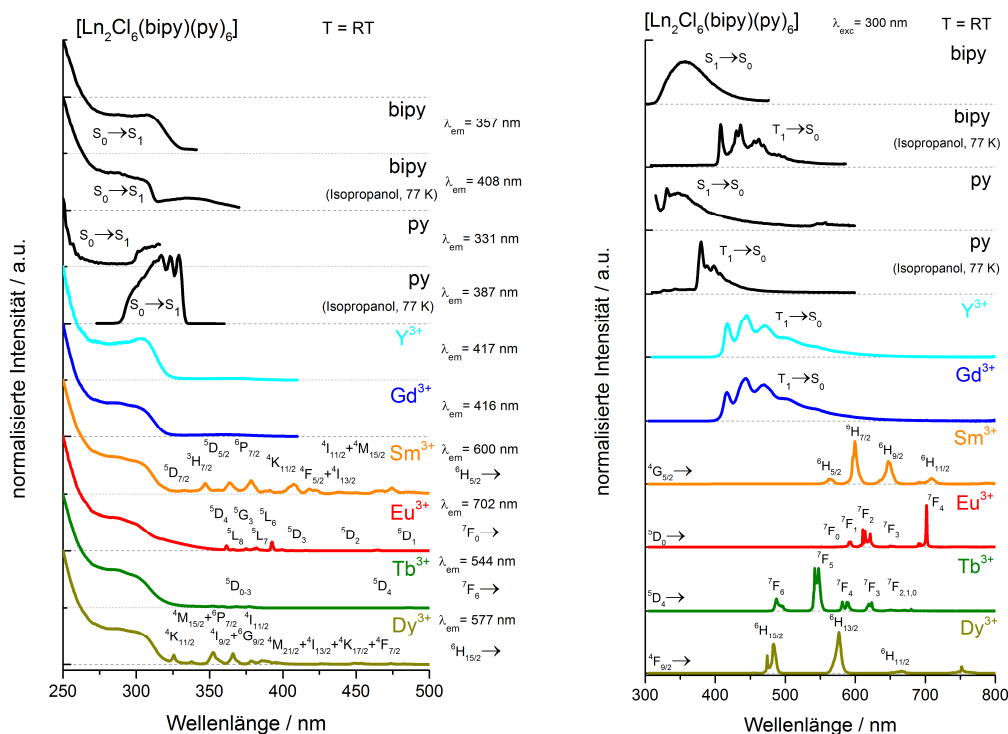 [Ln₂Cl₆(bipy)(py)₆] T = RT
bipy
S₀→S₁
λem= 357 nm
bipy
(Isopropanol, 77 K)
S₀→S₁
λem= 408 nm
py
S₀→S₁
λem= 331 nm
py
(Isopropanol, 77 K)
S₀→S₁
λem= 387 nm
Y³⁺
λem= 417 nm
Gd³⁺
λem= 416 nm
⁵D₇/₂ ³H₇/₂ ⁵D₅/₂ ⁶P₇/₂ ⁴K₁₁/₂ ⁴F₅/₂+⁴I₁₃/₂ ⁴I₁₁/₂+⁴M₁₅/₂
Sm³⁺
λem= 600 nm
⁶H₅/₂→
Eu³⁺
λem= 702 nm
⁵D₄ ⁵G₃ ⁵L₆
⁵L₈ ⁵L₇ ⁵D₃ ⁵D₂ ⁵D₁
⁷F₀→
Tb³⁺
λem= 544 nm
⁵D₀₋₃ ⁵D₄
⁷F₆→
Dy³⁺
λem= 577 nm
⁴M₁₅/₂+⁶P₇/₂ ⁴I₁₁/₂
⁴K₁₁/₂ ⁴I₉/₂+⁶G₉/₂ ⁴M₂₁/₂+⁴I₁₃/₂+⁴K₁₇/₂+⁴F₇/₂
⁶H₁₅/₂→
250 300 350 400 450 500
Wellenlänge / nm
normalisierte Intensität / a.u.
[Ln₂Cl₆(bipy)(py)₆] λexc= 300 nm T = RT
bipy
S₁→S₀
bipy
(Isopropanol, 77 K)
T₁→S₀
py
S₁→S₀
py
(Isopropanol, 77 K)
T₁→S₀
Y³⁺
T₁→S₀
Gd³⁺
T₁→S₀
Sm³⁺
⁴G₅/₂→ ⁶H₅/₂ ⁶H₇/₂ ⁶H₉/₂ ⁶H₁₁/₂
Eu³⁺
⁵D₀→ ⁷F₀ ⁷F₁ ⁷F₂ ⁷F₃ ⁷F₄
Tb³⁺
⁵D₄→ ⁷F₆ ⁷F₅ ⁷F₄ ⁷F₃ ⁷F₂,₁,₀
Dy³⁺
⁴F₉/₂→ ⁶H₁₅/₂ ⁶H₁₃/₂ ⁶H₁₁/₂
300 400 500 600 700 800
Wellenlänge / nm
normalisierte Intensität / a.u.